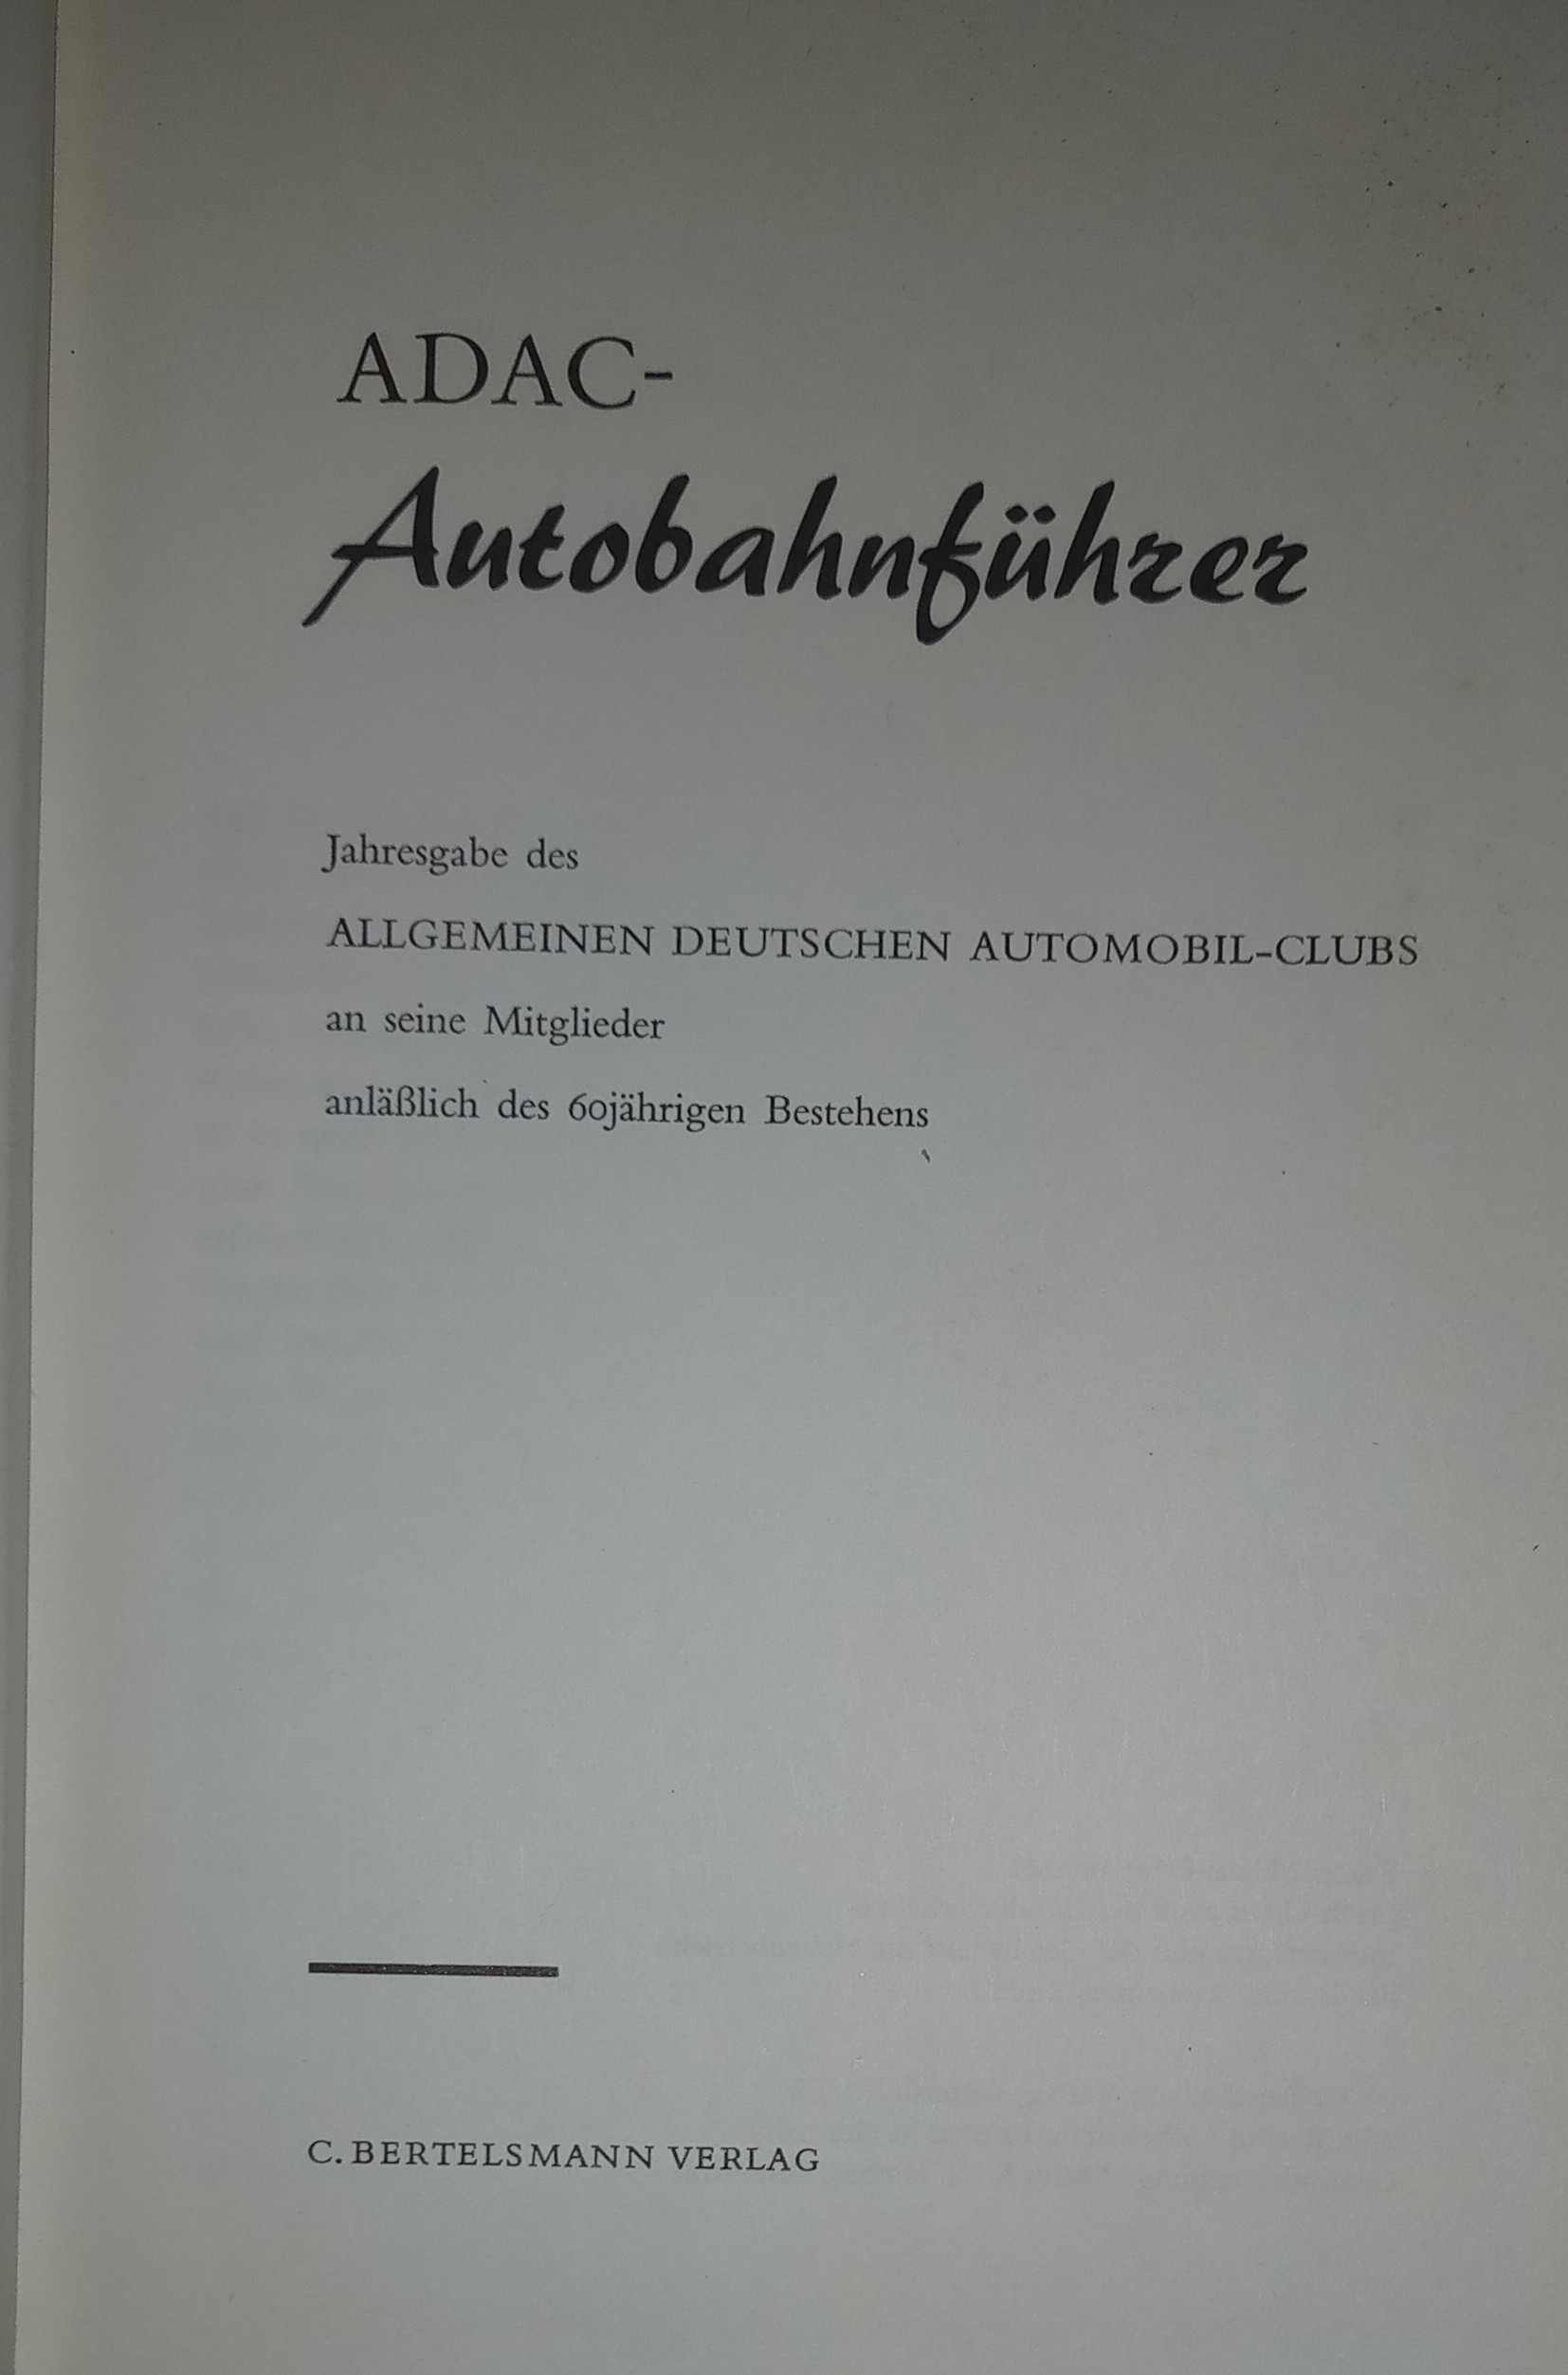 ADAC-
Autobahnführer
Jahresgabe des
ALLGEMEINEN DEUTSCHEN AUTOMOBIL-CLUBS
an seine Mitglieder
anläßlich des 60jährigen Bestehens
C. BERTELSMANN VERLAG